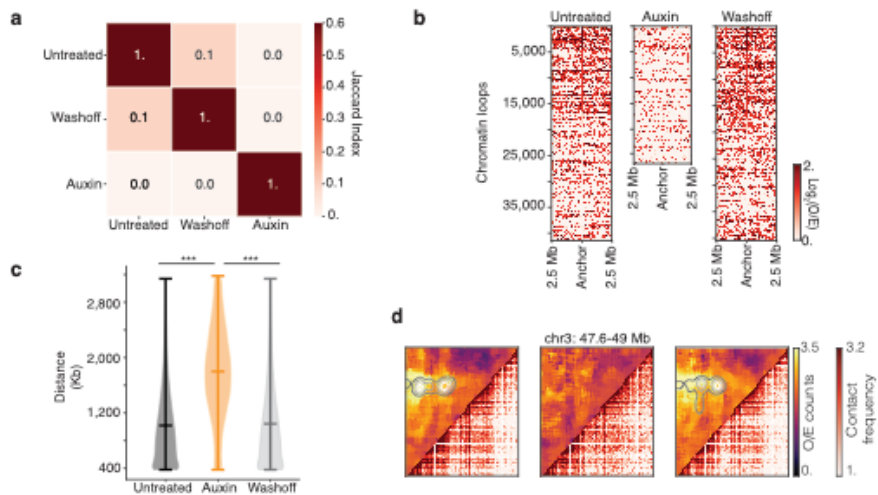 a
Untreated
Washoff
Auxin
1.
0.1
0.0
0.1
1.
0.0
0.0
0.0
1.
Untreated Washoff Auxin
0.6
0.5
0.4
0.3
0.2
0.1
0.
Jaccard Index
b
Untreated Auxin Washoff
Chromatin loops
5,000
15,000
25,000
35,000
2.5 Mb
Anchor
2.5 Mb
2.5 Mb
Anchor
2.5 Mb
2.5 Mb
Anchor
2.5 Mb
2.
0.
Log₂(O/E)
c
*** ***
Distance
(Kb)
2,800
2,000
1,200
400
Untreated Auxin Washoff
d
chr3: 47.6-49 Mb
3.5
0.
O/E counts
3.2
1.
Contact
frequency